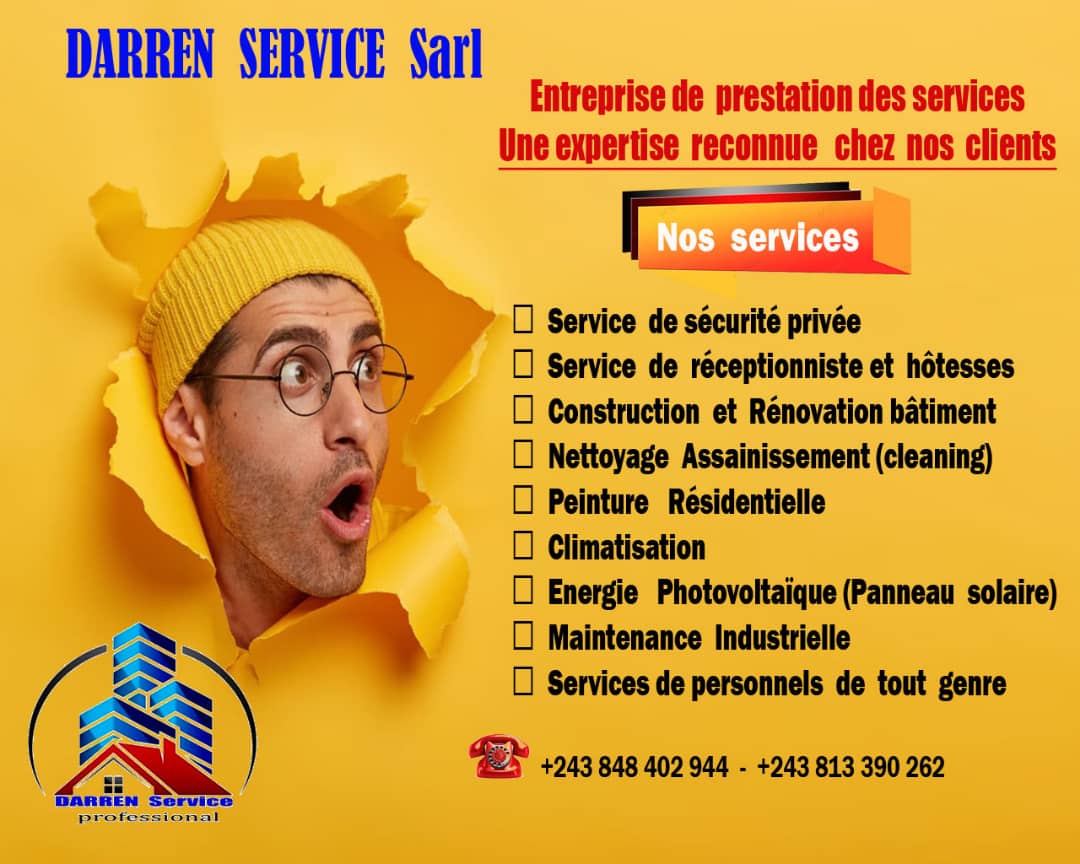 DARREN SERVICE Sarl
Entreprise de prestation des services
Une expertise reconnue chez nos clients
Nos services
Service de sécurité privée
Service de réceptionniste et hôtesses
Construction et Rénovation bâtiment
Nettoyage Assainissement (cleaning)
Peinture Résidentielle
Climatisation
Energie Photovoltaïque (Panneau solaire)
Maintenance Industrielle
Services de personnels de tout genre
+243 848 402 944 - +243 813 390 262
DARREN Service
professional